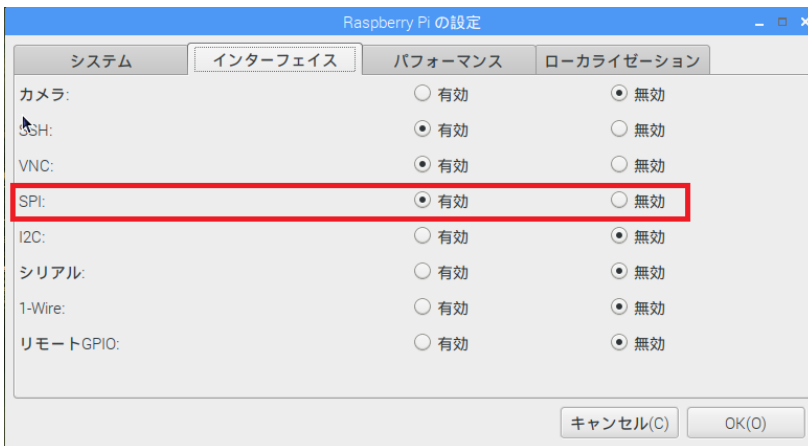 Raspberry Pi の設定
システム インターフェイス パフォーマンス ローカライゼーション
カメラ: 有効 無効
SSH: 有効 無効
VNC: 有効 無効
SPI: 有効 無効
I2C: 有効 無効
シリアル: 有効 無効
1-Wire: 有効 無効
リモートGPIO: 有効 無効
キャンセル(C) OK(O)